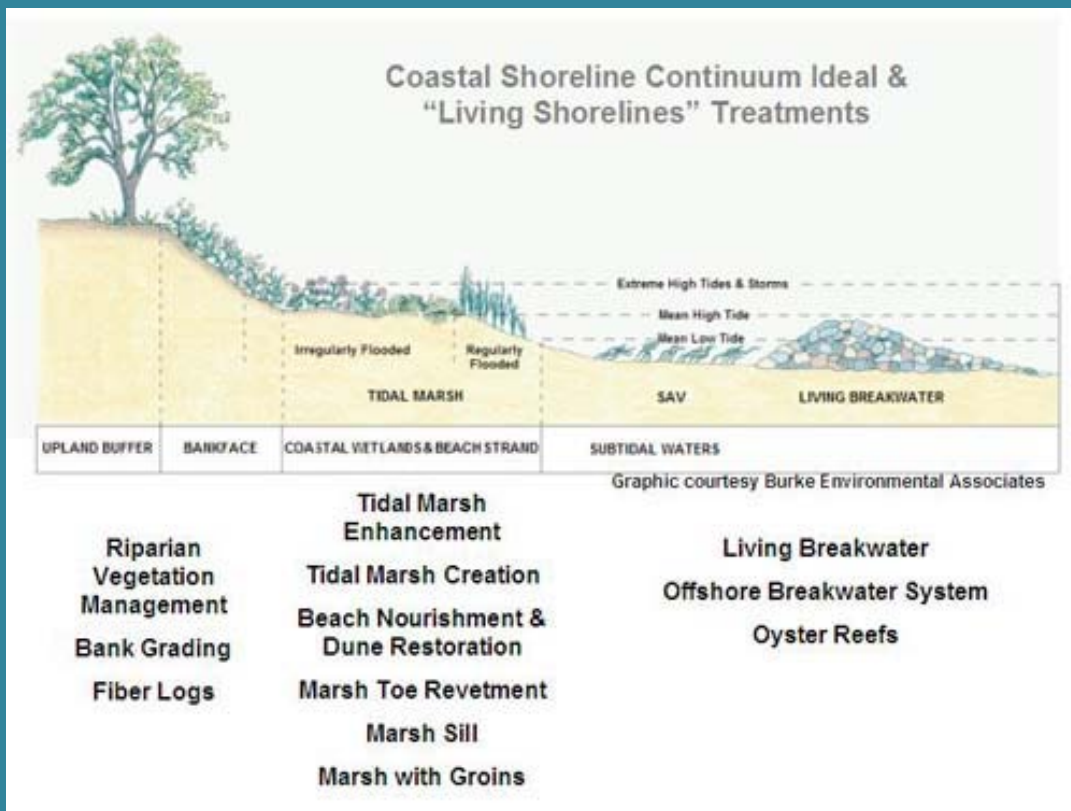 Coastal Shoreline Continuum Ideal &
“Living Shorelines” Treatments
Extreme High Tides & Storms
Mean High Tide
Mean Low Tide
Irregularly Flooded
Regularly
Flooded
TIDAL MARSH
SAV
LIVING BREAKWATER
UPLAND BUFFER
BANKFACE
COASTAL WETLANDS & BEACH STRAND
SUBTIDAL WATERS
Graphic courtesy Burke Environmental Associates
Riparian
Vegetation
Management
Bank Grading
Fiber Logs
Tidal Marsh
Enhancement
Tidal Marsh Creation
Beach Nourishment &
Dune Restoration
Marsh Toe Revetment
Marsh Sill
Marsh with Groins
Living Breakwater
Offshore Breakwater System
Oyster Reefs